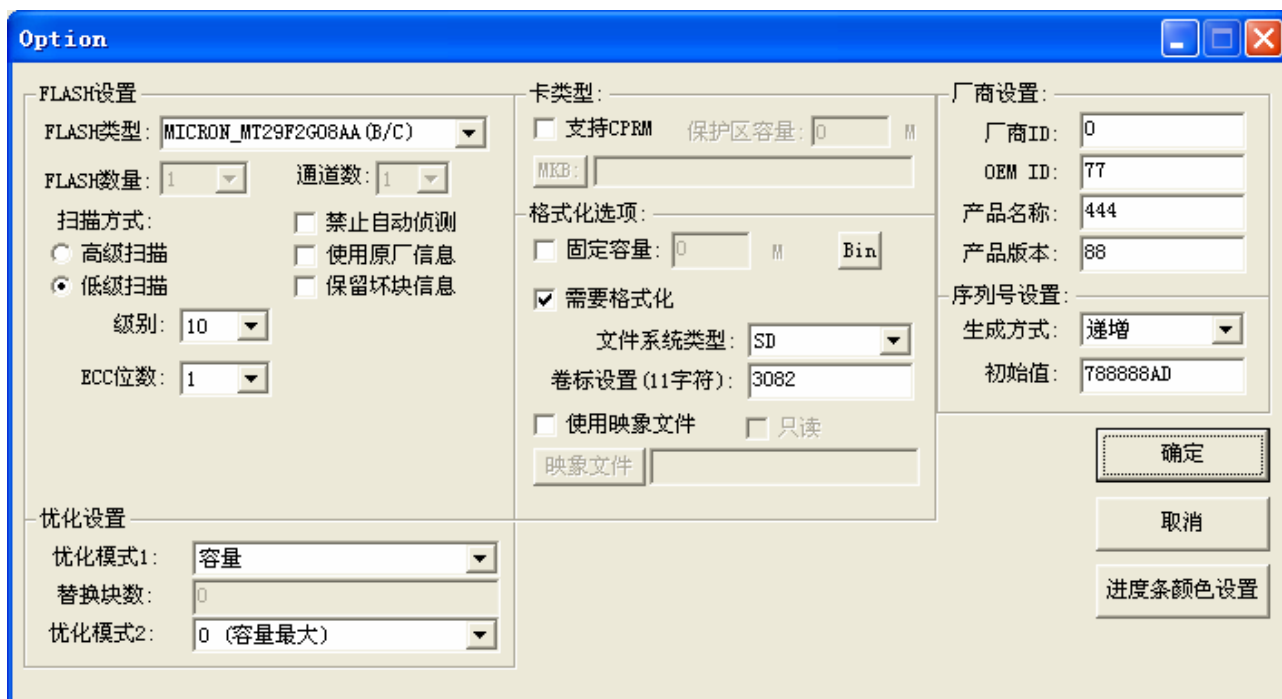 Option
FLASH设置
FLASH类型: MICRON_MT29F2G08AA(B/C)
FLASH数量: 1 通道数: 1
扫描方式:
禁止自动侦测
高级扫描
使用原厂信息
低级扫描
保留坏块信息
级别: 10
ECC位数: 1
优化设置
优化模式1: 容量
替换块数: 0
优化模式2: 0 (容量最大)
卡类型:
支持CPRM 保护区容量: 0 M
MKB:
格式化选项:
固定容量: 0 M Bin
需要格式化
文件系统类型: SD
卷标设置(11字符): 3082
使用映象文件 只读
映象文件
厂商设置:
厂商ID: 0
OEM ID: 77
产品名称: 444
产品版本: 88
序列号设置:
生成方式: 递增
初始值: 788888AD
确定
取消
进度条颜色设置